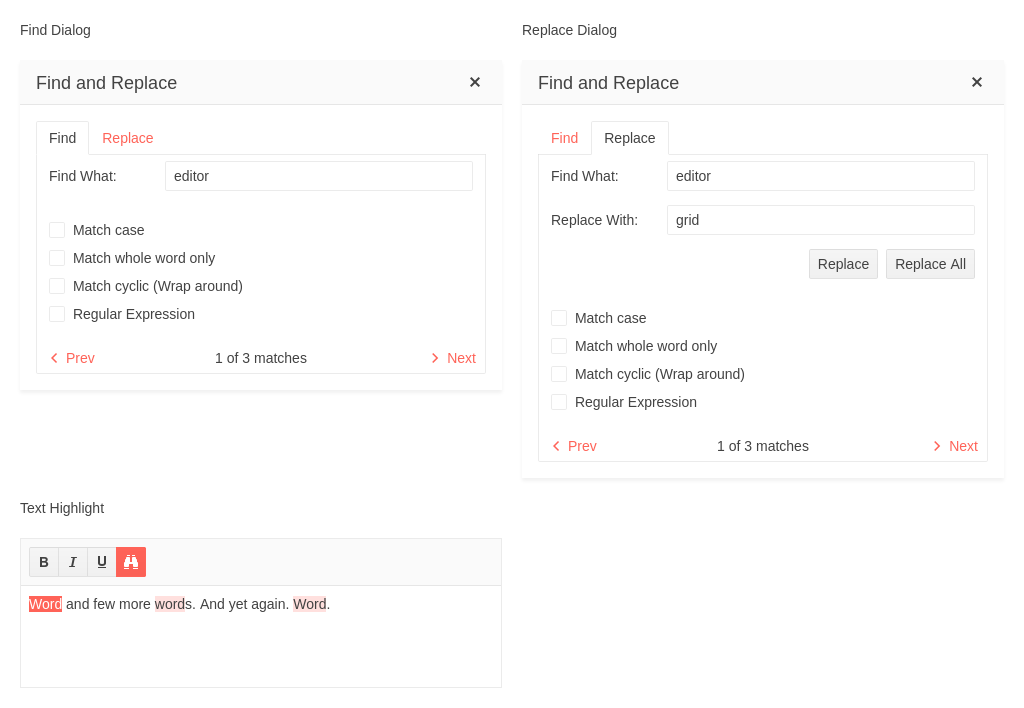 Find Dialog
Find and Replace
Find Replace
Find What: editor
Match case
Match whole word only
Match cyclic (Wrap around)
Regular Expression
Prev 1 of 3 matches Next
Replace Dialog
Find and Replace
Find Replace
Find What: editor
Replace With: grid
Replace Replace All
Match case
Match whole word only
Match cyclic (Wrap around)
Regular Expression
Prev 1 of 3 matches Next
Text Highlight
B I U
Word and few more words. And yet again. Word.